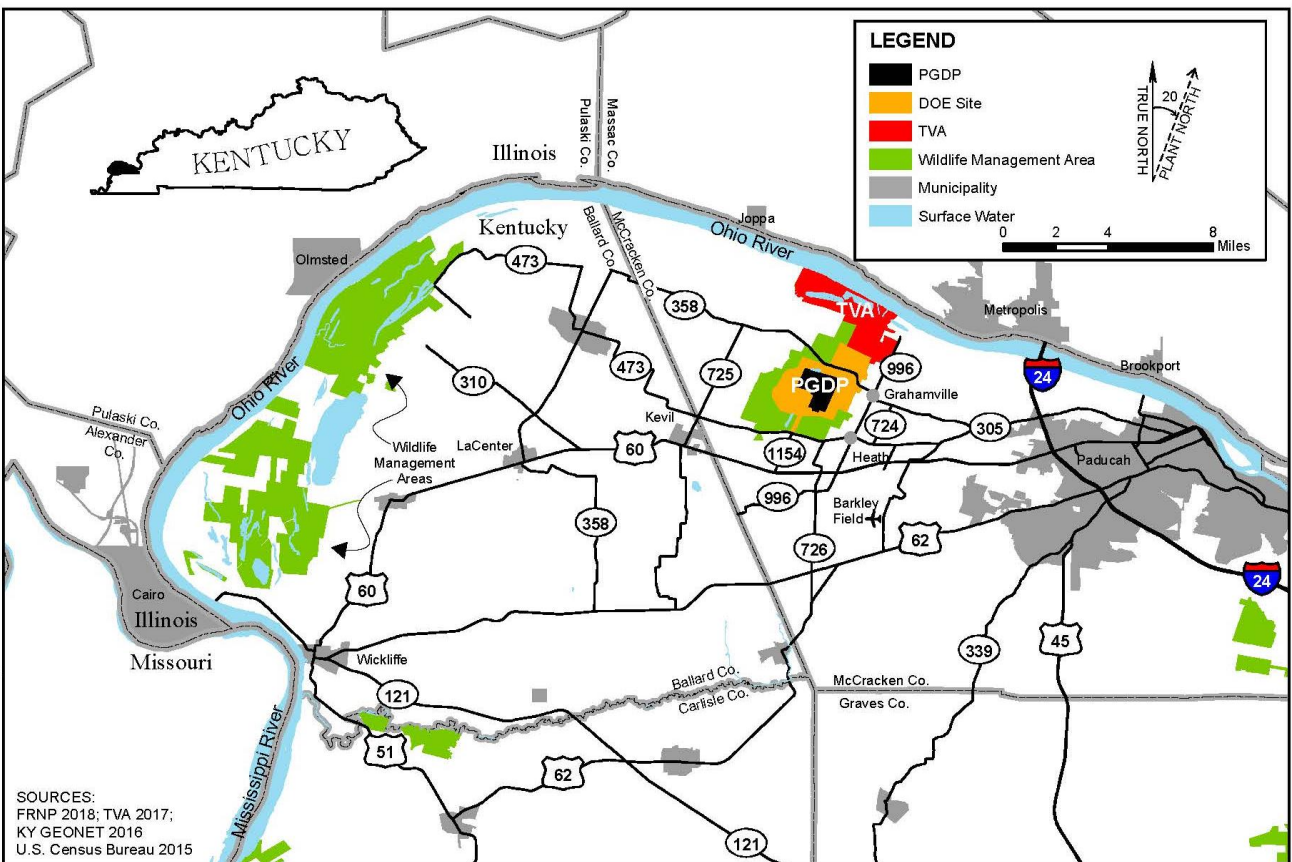 LEGEND
PGDP
DOE Site
TVA
Wildlife Management Area
Municipality
Surface Water
TRUE NORTH
20
PLANT NORTH
0 2 4 8
Miles
KENTUCKY
Pulaski Co.
Massac Co.
Illinois
Kentucky
Ballard Co.
McCracken Co.
Joppa
Ohio River
Olmsted
473
358
TVA
Metropolis
Brookport
24
996
PGDP
Grahamville
725
473
310
Ohio River
Kevil
724
305
Pulaski Co.
Alexander
Co.
Wildlife
Management
Areas
LaCenter
60
1154
Heath
Paducah
996
Barkley
Field
358
726
62
24
60
Cairo
Illinois
Missouri
Wickliffe
339
45
121
Ballard Co.
Carlisle Co.
McCracken Co.
Graves Co.
Mississippi River
51
62
121
SOURCES:
FRNP 2018; TVA 2017;
KY GEONET 2016
U.S. Census Bureau 2015